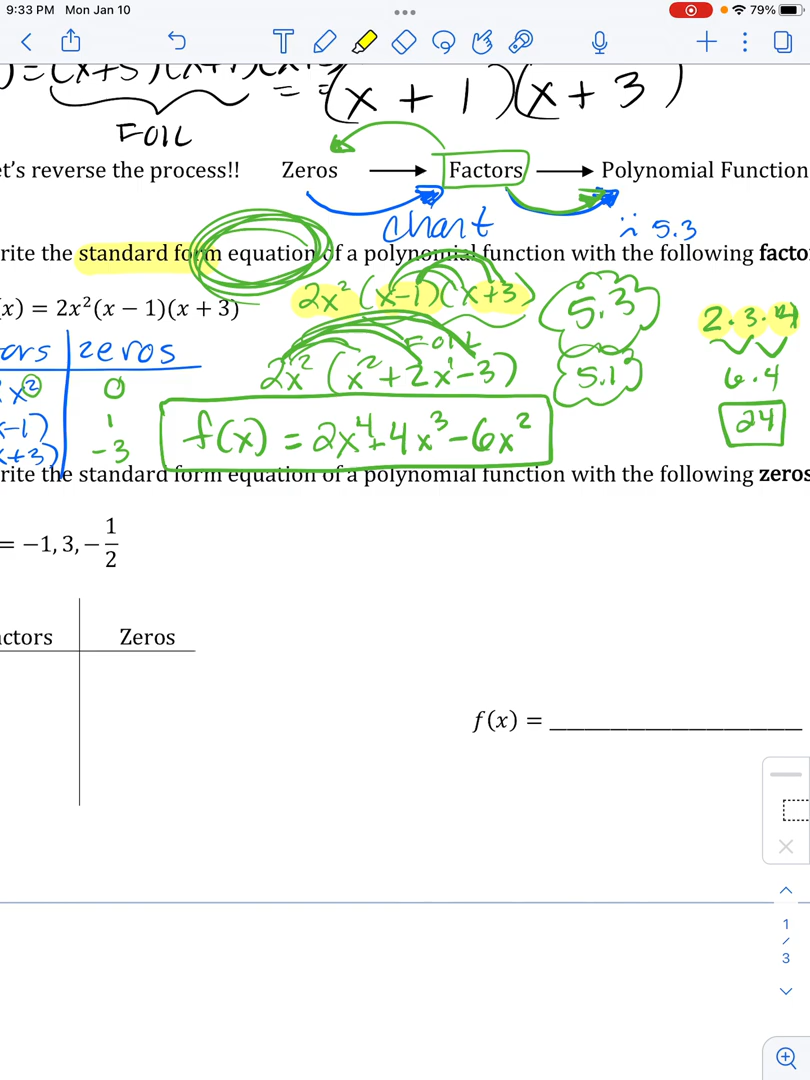 9:33 PM Mon Jan 10 79%
(x + 1)(x + 3)
FOIL
et's reverse the process!! Zeros → Factors → Polynomial Function
chart ∴ 5.3
rite the standard form equation of a polynomial function with the following facto
(x) = 2x²(x − 1)(x + 3)
2x² (x-1)(x+3)
5.3
2·3·4
ors zeros
FOIL
2x² (x²+2x-3)
5.1
6·4
x² 0
24
-1) 1
f(x) = 2x⁴+4x³-6x²
x+3) -3
rite the standard form equation of a polynomial function with the following zeros
= −1, 3, −1/2
actors Zeros
f(x) = ____________________
1
/
3